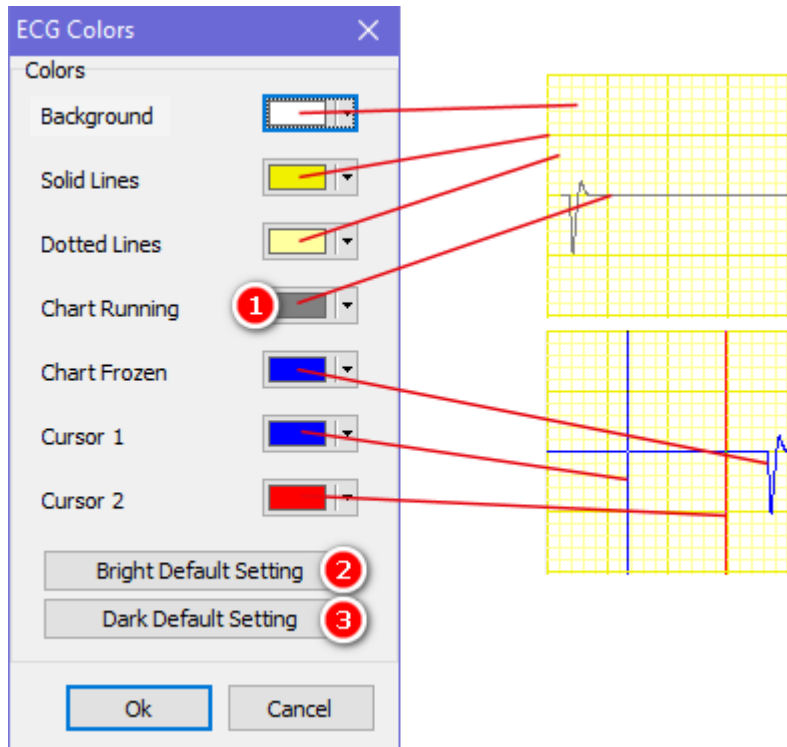 ECG Colors
Colors
Background
Solid Lines
Dotted Lines
Chart Running 1
Chart Frozen
Cursor 1
Cursor 2
Bright Default Setting 2
Dark Default Setting 3
Ok Cancel